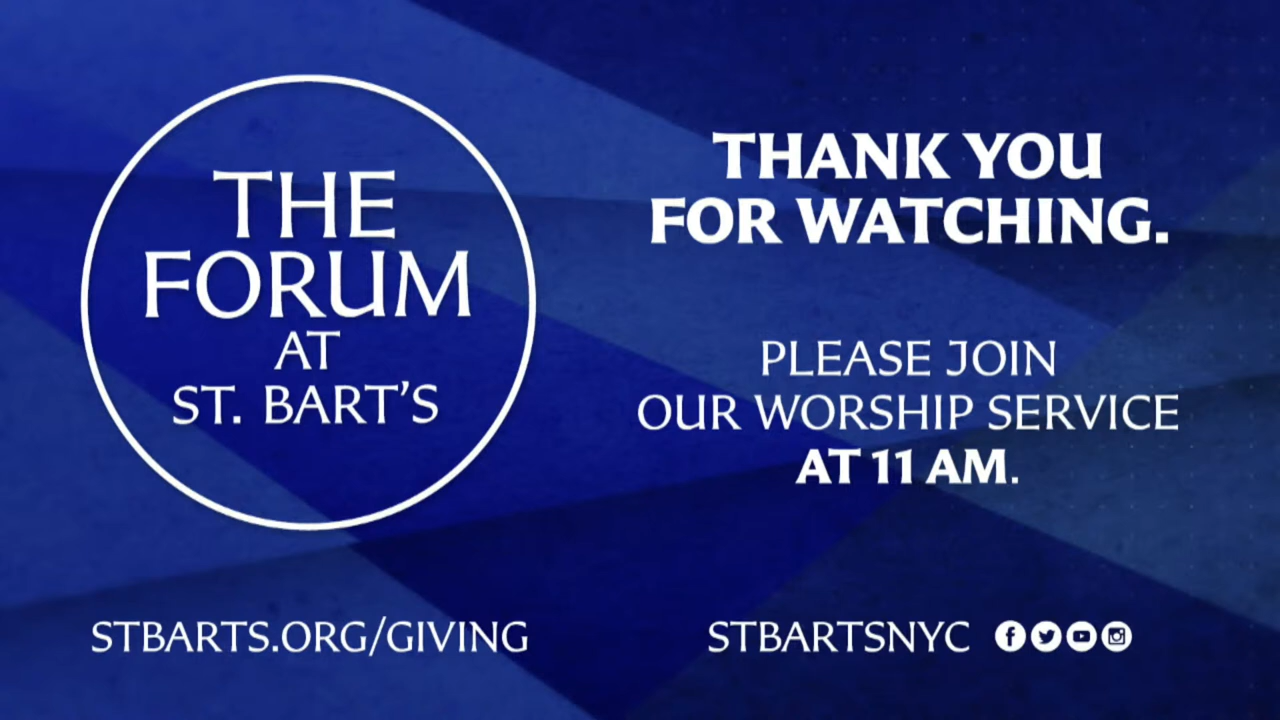 THE
FORUM
AT
ST. BART'S
THANK YOU
FOR WATCHING.
PLEASE JOIN
OUR WORSHIP SERVICE
AT 11 AM.
STBARTS.ORG/GIVING
STBARTSNYC